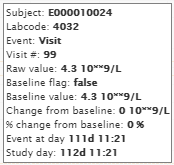 Subject: E000010024
Labcode: 4032
Event: Visit
Visit #: 99
Raw value: 4.3 10**9/L
Baseline flag: false
Baseline value: 4.3 10**9/L
Change from baseline: 0 10**9/L
% change from baseline: 0 %
Event at day 111d 11:21
Study day: 112d 11:21